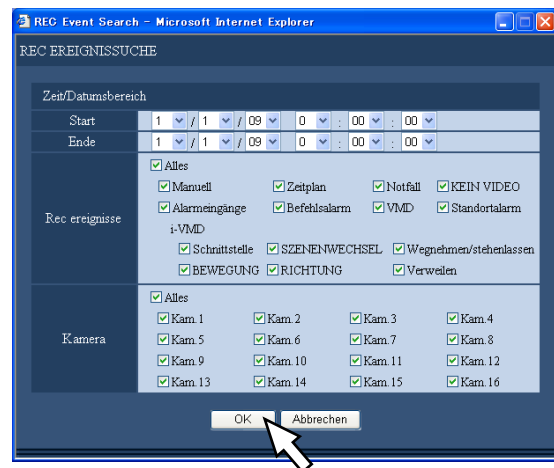 REC Event Search - Microsoft Internet Explorer
REC EREIGNISSUCHE
Zeit/Datumsbereich
Start 1 / 1 / 09 0 : 00 : 00
Ende 1 / 1 / 09 0 : 00 : 00
Rec ereignisse
Alles
Manuell Zeitplan Notfall KEIN VIDEO
Alarmeingänge Befehlsalarm VMD Standortalarm
i-VMD
Schnittstelle SZENENWECHSEL Wegnehmen/stehenlassen
BEWEGUNG RICHTUNG Verweilen
Kamera
Alles
Kam. 1 Kam. 2 Kam. 3 Kam. 4
Kam. 5 Kam. 6 Kam. 7 Kam. 8
Kam. 9 Kam. 10 Kam. 11 Kam. 12
Kam. 13 Kam. 14 Kam. 15 Kam. 16
OK Abbrechen